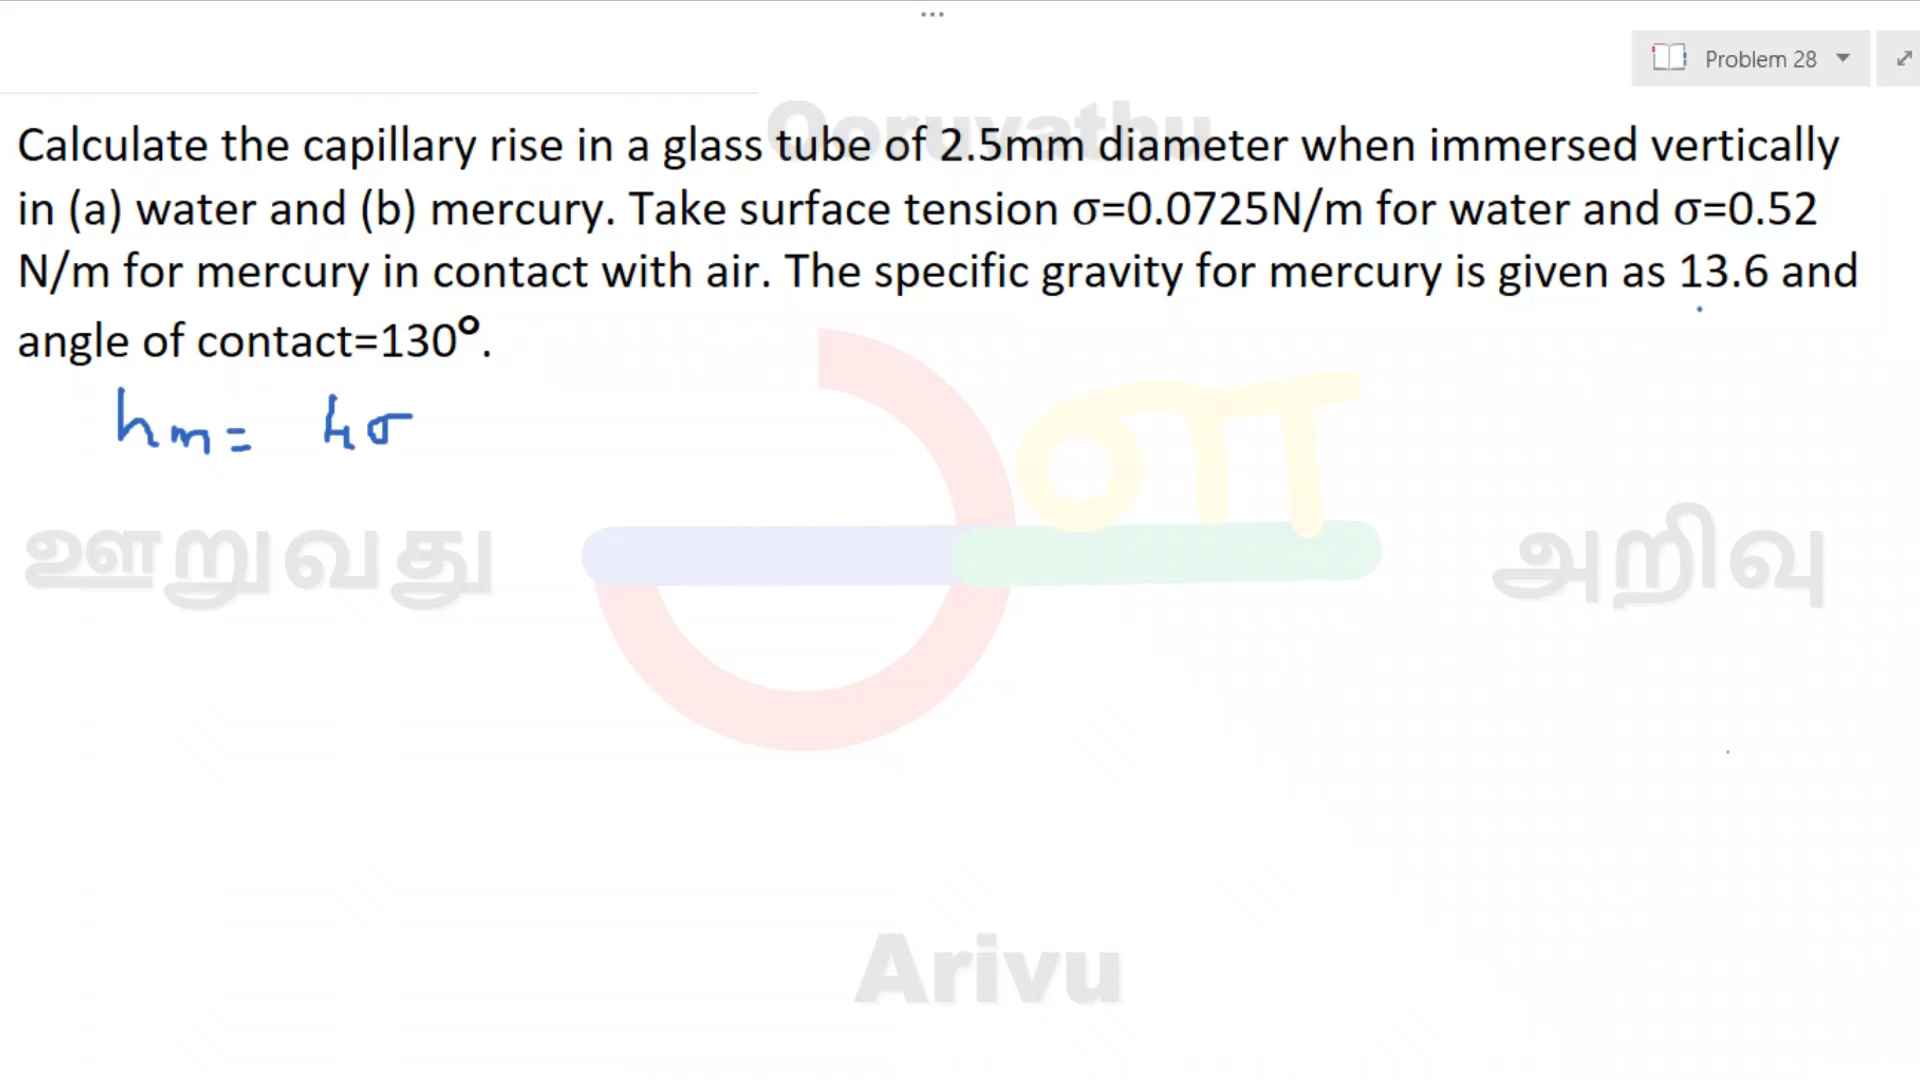 ...
Problem 28
Ooruvathu
Calculate the capillary rise in a glass tube of 2.5mm diameter when immersed vertically
in (a) water and (b) mercury. Take surface tension σ=0.0725N/m for water and σ=0.52
N/m for mercury in contact with air. The specific gravity for mercury is given as 13.6 and
angle of contact=130°.
hm= 4σ
ஊறுவது அறிவு
Arivu